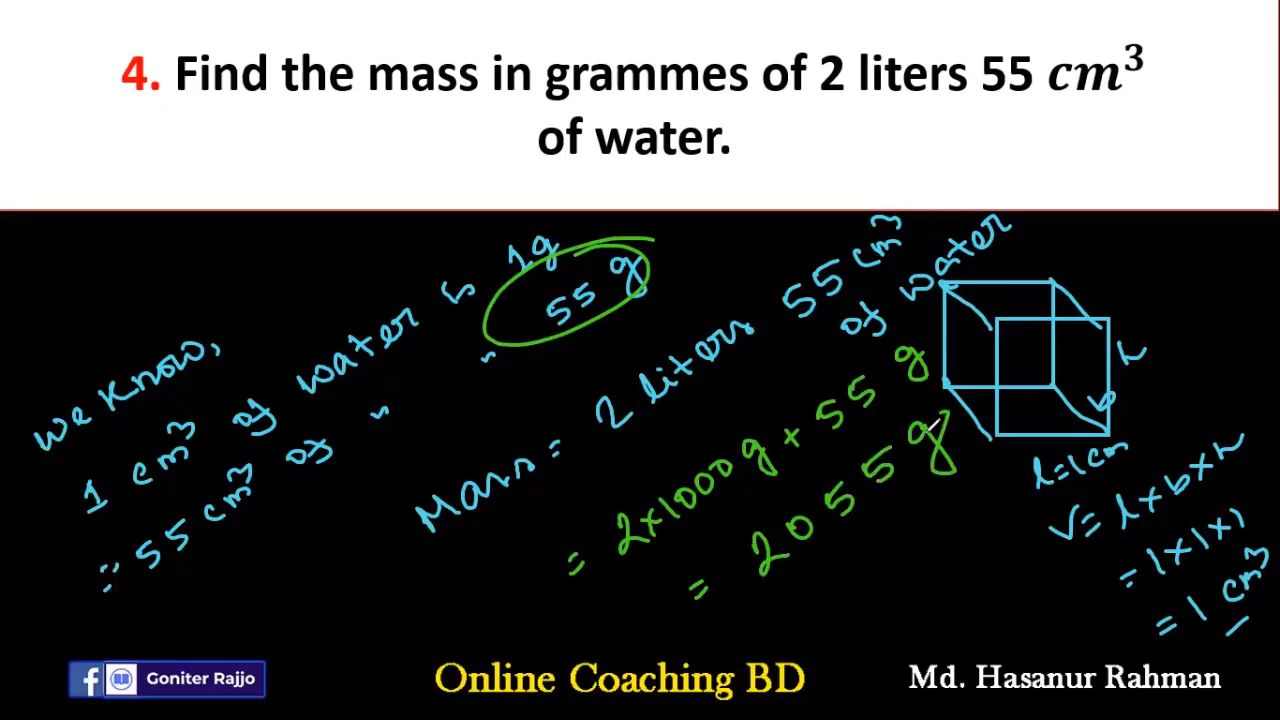 4. Find the mass in grammes of 2 liters 55 cm³
of water.
we know,
1 cm³ of water is 1g
∴ 55 cm³ of " " 55 g
Mass = 2 liters 55 cm³
of water
= 2×1000 g + 55 g
= 2055 g
h
b
l=1cm
V= l×b×h
= 1×1×1
= 1 cm³
Goniter Rajjo
Online Coaching BD
Md. Hasanur Rahman